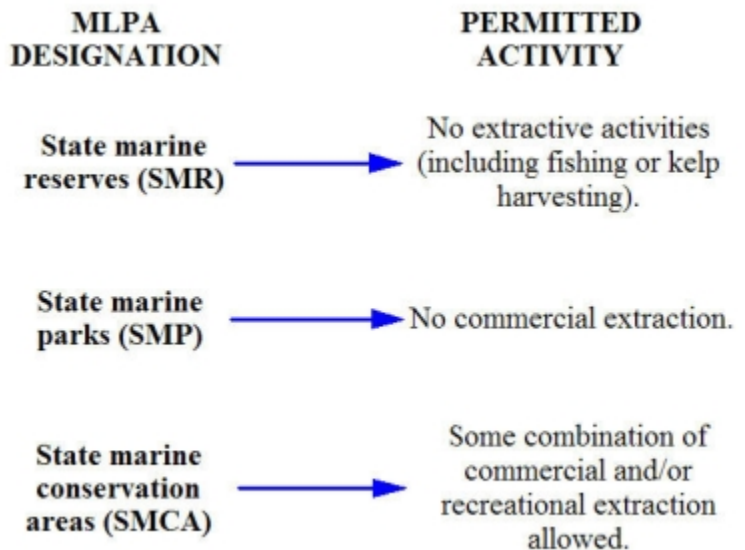 MLPA
DESIGNATION
PERMITTED
ACTIVITY
State marine
reserves (SMR)
No extractive activities
(including fishing or kelp
harvesting).
State marine
parks (SMP)
No commercial extraction.
State marine
conservation
areas (SMCA)
Some combination of
commercial and/or
recreational extraction
allowed.